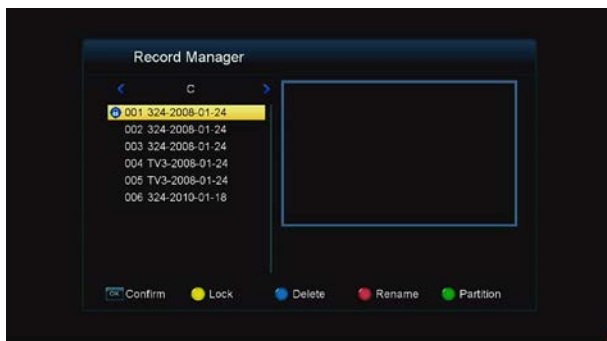 Record Manager
C
001 324-2008-01-24
002 324-2008-01-24
003 324-2008-01-24
004 TV3-2008-01-24
005 TV3-2008-01-24
006 324-2010-01-18
OK Confirm Lock Delete Rename Partition